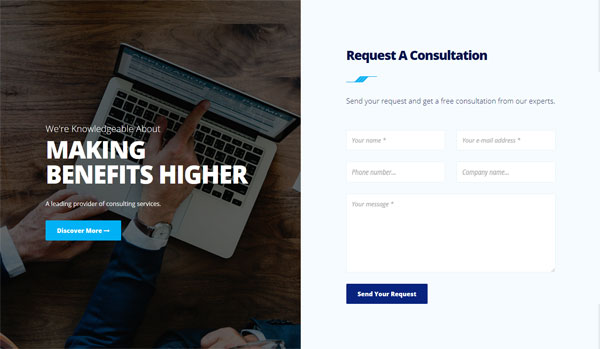 We're Knowledgeable About
MAKING
BENEFITS HIGHER
A leading provider of consulting services.
Discover More →
Request A Consultation
Send your request and get a free consultation from our experts.
Your name *
Your e-mail address *
Phone number...
Company name...
Your message *
Send Your Request